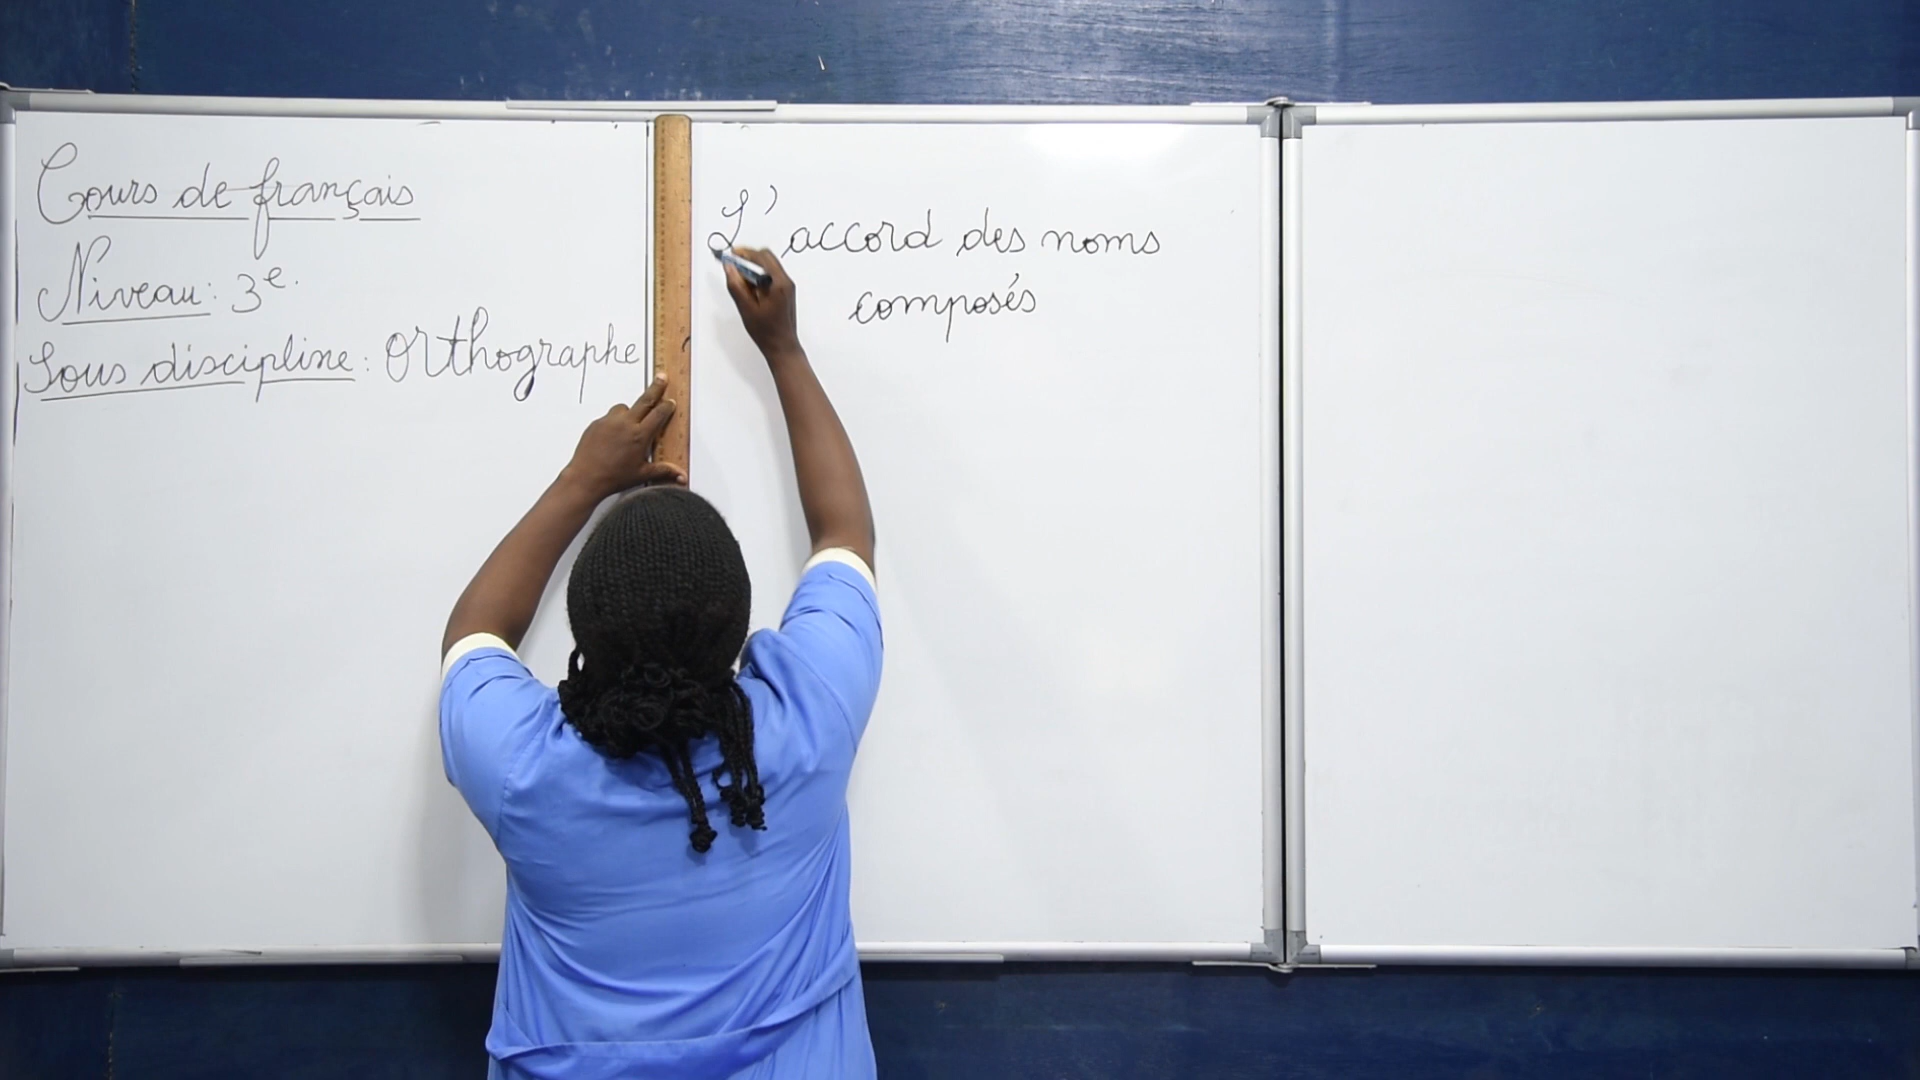 Cours de français
Niveau : 3e.
Sous discipline : Orthographe
L'accord des noms
composés